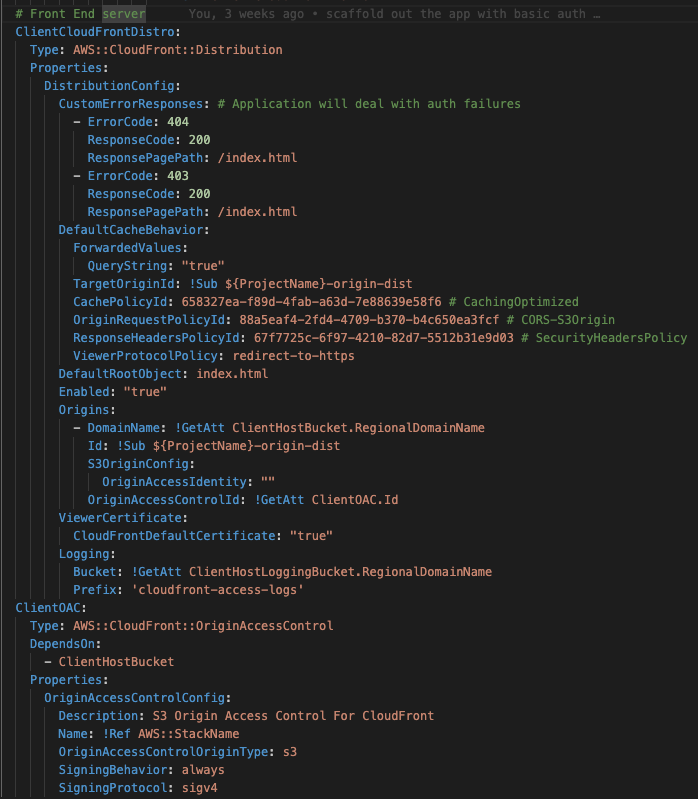 # Front End server You, 3 weeks ago • scaffold out the app with basic auth …
ClientCloudFrontDistro:
  Type: AWS::CloudFront::Distribution
  Properties:
    DistributionConfig:
      CustomErrorResponses: # Application will deal with auth failures
        - ErrorCode: 404
          ResponseCode: 200
          ResponsePagePath: /index.html
        - ErrorCode: 403
          ResponseCode: 200
          ResponsePagePath: /index.html
      DefaultCacheBehavior:
        ForwardedValues:
          QueryString: "true"
        TargetOriginId: !Sub ${ProjectName}-origin-dist
        CachePolicyId: 658327ea-f89d-4fab-a63d-7e88639e58f6 # CachingOptimized
        OriginRequestPolicyId: 88a5eaf4-2fd4-4709-b370-b4c650ea3fcf # CORS-S3Origin
        ResponseHeadersPolicyId: 67f7725c-6f97-4210-82d7-5512b31e9d03 # SecurityHeadersPolicy
        ViewerProtocolPolicy: redirect-to-https
      DefaultRootObject: index.html
      Enabled: "true"
      Origins:
        - DomainName: !GetAtt ClientHostBucket.RegionalDomainName
          Id: !Sub ${ProjectName}-origin-dist
          S3OriginConfig:
            OriginAccessIdentity: ""
          OriginAccessControlId: !GetAtt ClientOAC.Id
      ViewerCertificate:
        CloudFrontDefaultCertificate: "true"
      Logging:
        Bucket: !GetAtt ClientHostLoggingBucket.RegionalDomainName
        Prefix: 'cloudfront-access-logs'
ClientOAC:
  Type: AWS::CloudFront::OriginAccessControl
  DependsOn:
    - ClientHostBucket
  Properties:
    OriginAccessControlConfig:
      Description: S3 Origin Access Control For CloudFront
      Name: !Ref AWS::StackName
      OriginAccessControlOriginType: s3
      SigningBehavior: always
      SigningProtocol: sigv4